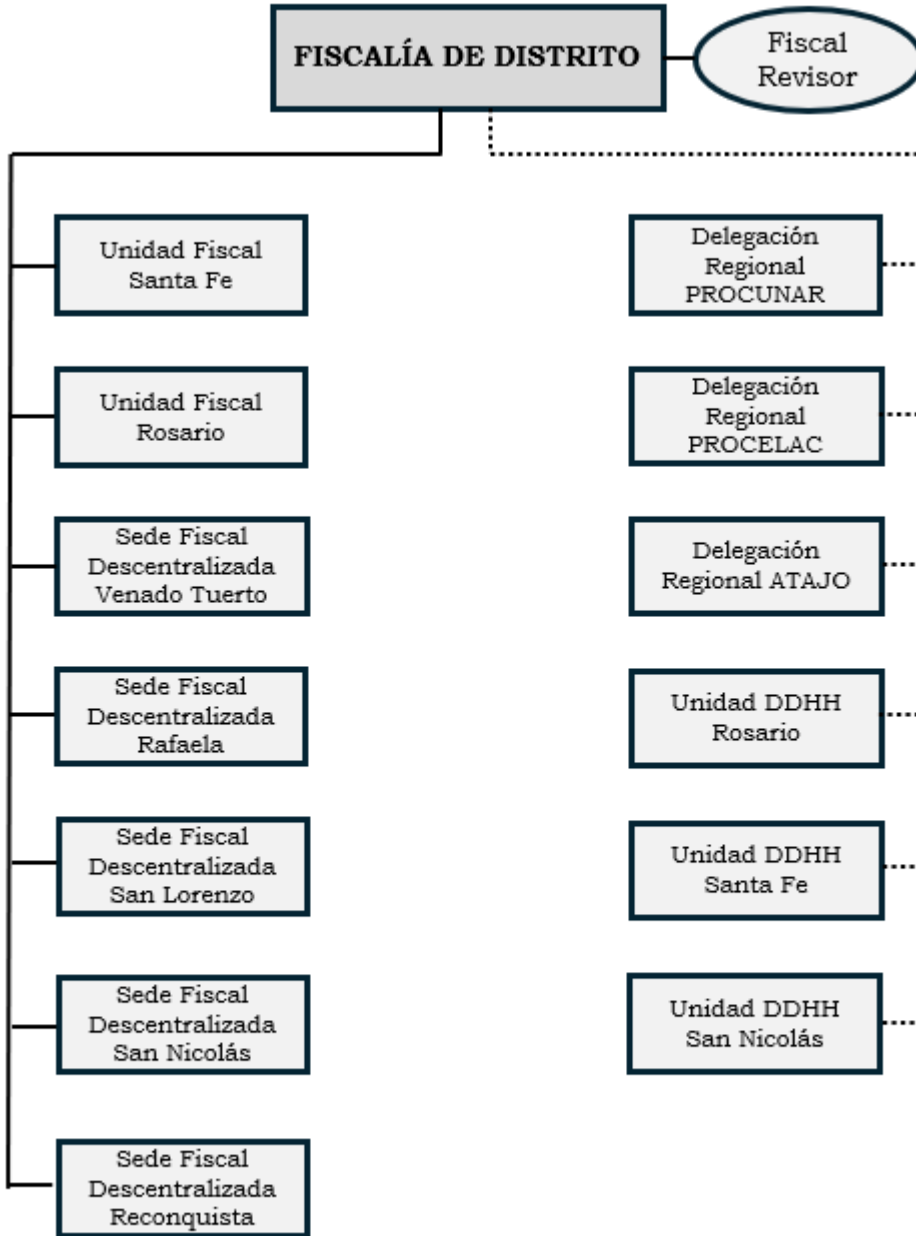 FISCALÍA DE DISTRITO
Fiscal
Revisor
Unidad Fiscal
Santa Fe
Unidad Fiscal
Rosario
Sede Fiscal
Descentralizada
Venado Tuerto
Sede Fiscal
Descentralizada
Rafaela
Sede Fiscal
Descentralizada
San Lorenzo
Sede Fiscal
Descentralizada
San Nicolás
Sede Fiscal
Descentralizada
Reconquista
Delegación
Regional
PROCUNAR
Delegación
Regional
PROCELAC
Delegación
Regional ATAJO
Unidad DDHH
Rosario
Unidad DDHH
Santa Fe
Unidad DDHH
San Nicolás